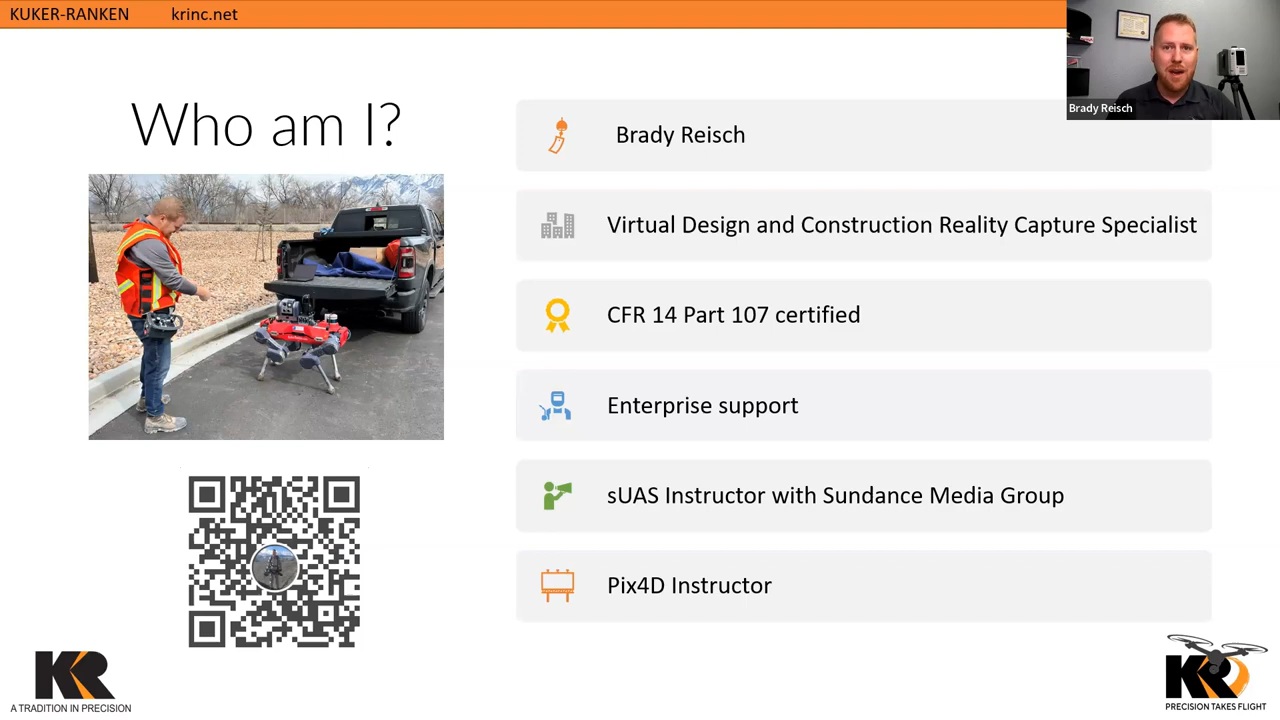 KUKER-RANKEN krinc.net
Brady Reisch
Who am I?
Brady Reisch
Virtual Design and Construction Reality Capture Specialist
CFR 14 Part 107 certified
Enterprise support
sUAS Instructor with Sundance Media Group
Pix4D Instructor
KR
A TRADITION IN PRECISION
KR
PRECISION TAKES FLIGHT